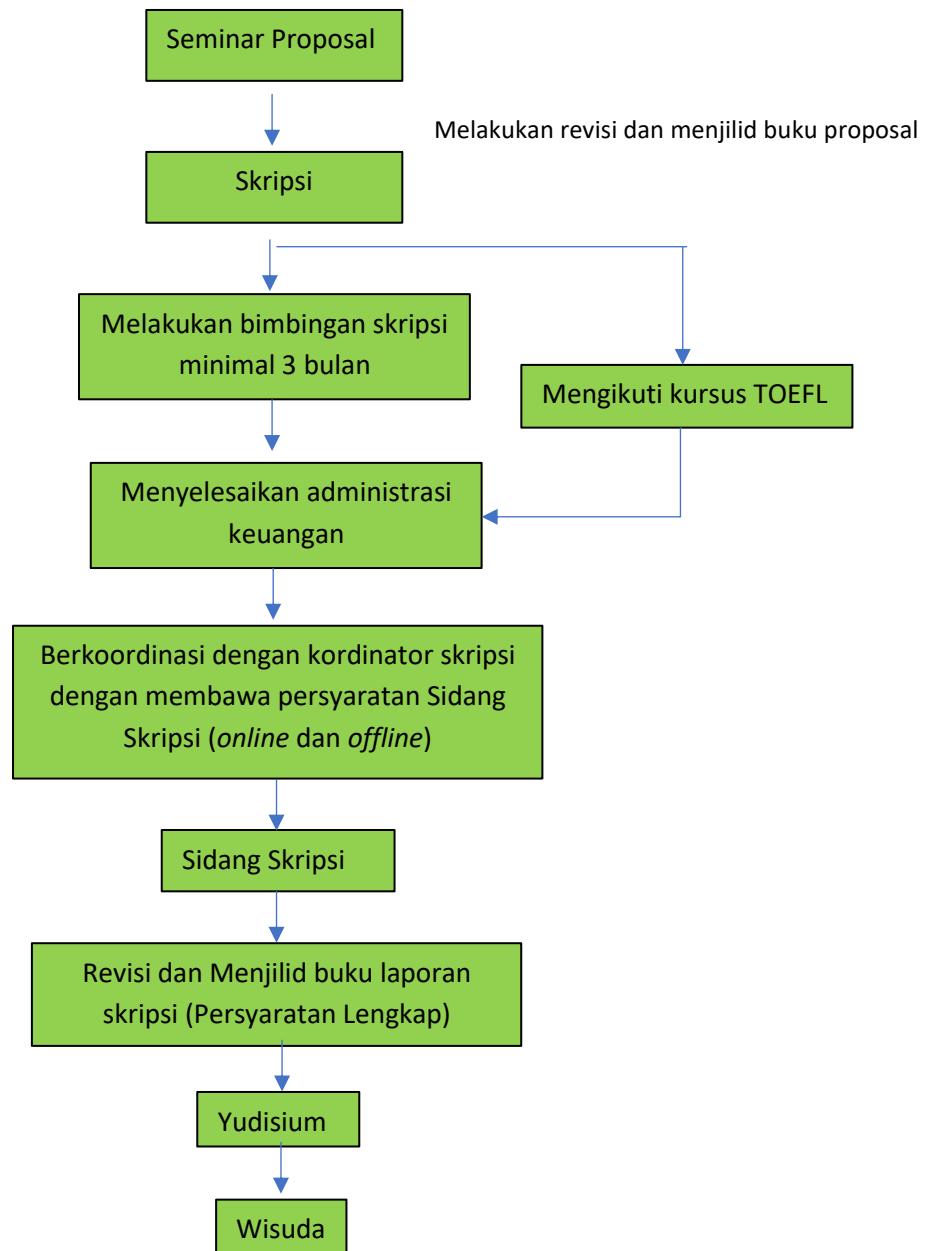 Seminar Proposal
Melakukan revisi dan menjilid buku proposal
Skripsi
Melakukan bimbingan skripsi
minimal 3 bulan
Mengikuti kursus TOEFL
Menyelesaikan administrasi
keuangan
Berkoordinasi dengan kordinator skripsi
dengan membawa persyaratan Sidang
Skripsi (online dan offline)
Sidang Skripsi
Revisi dan Menjilid buku laporan
skripsi (Persyaratan Lengkap)
Yudisium
Wisuda